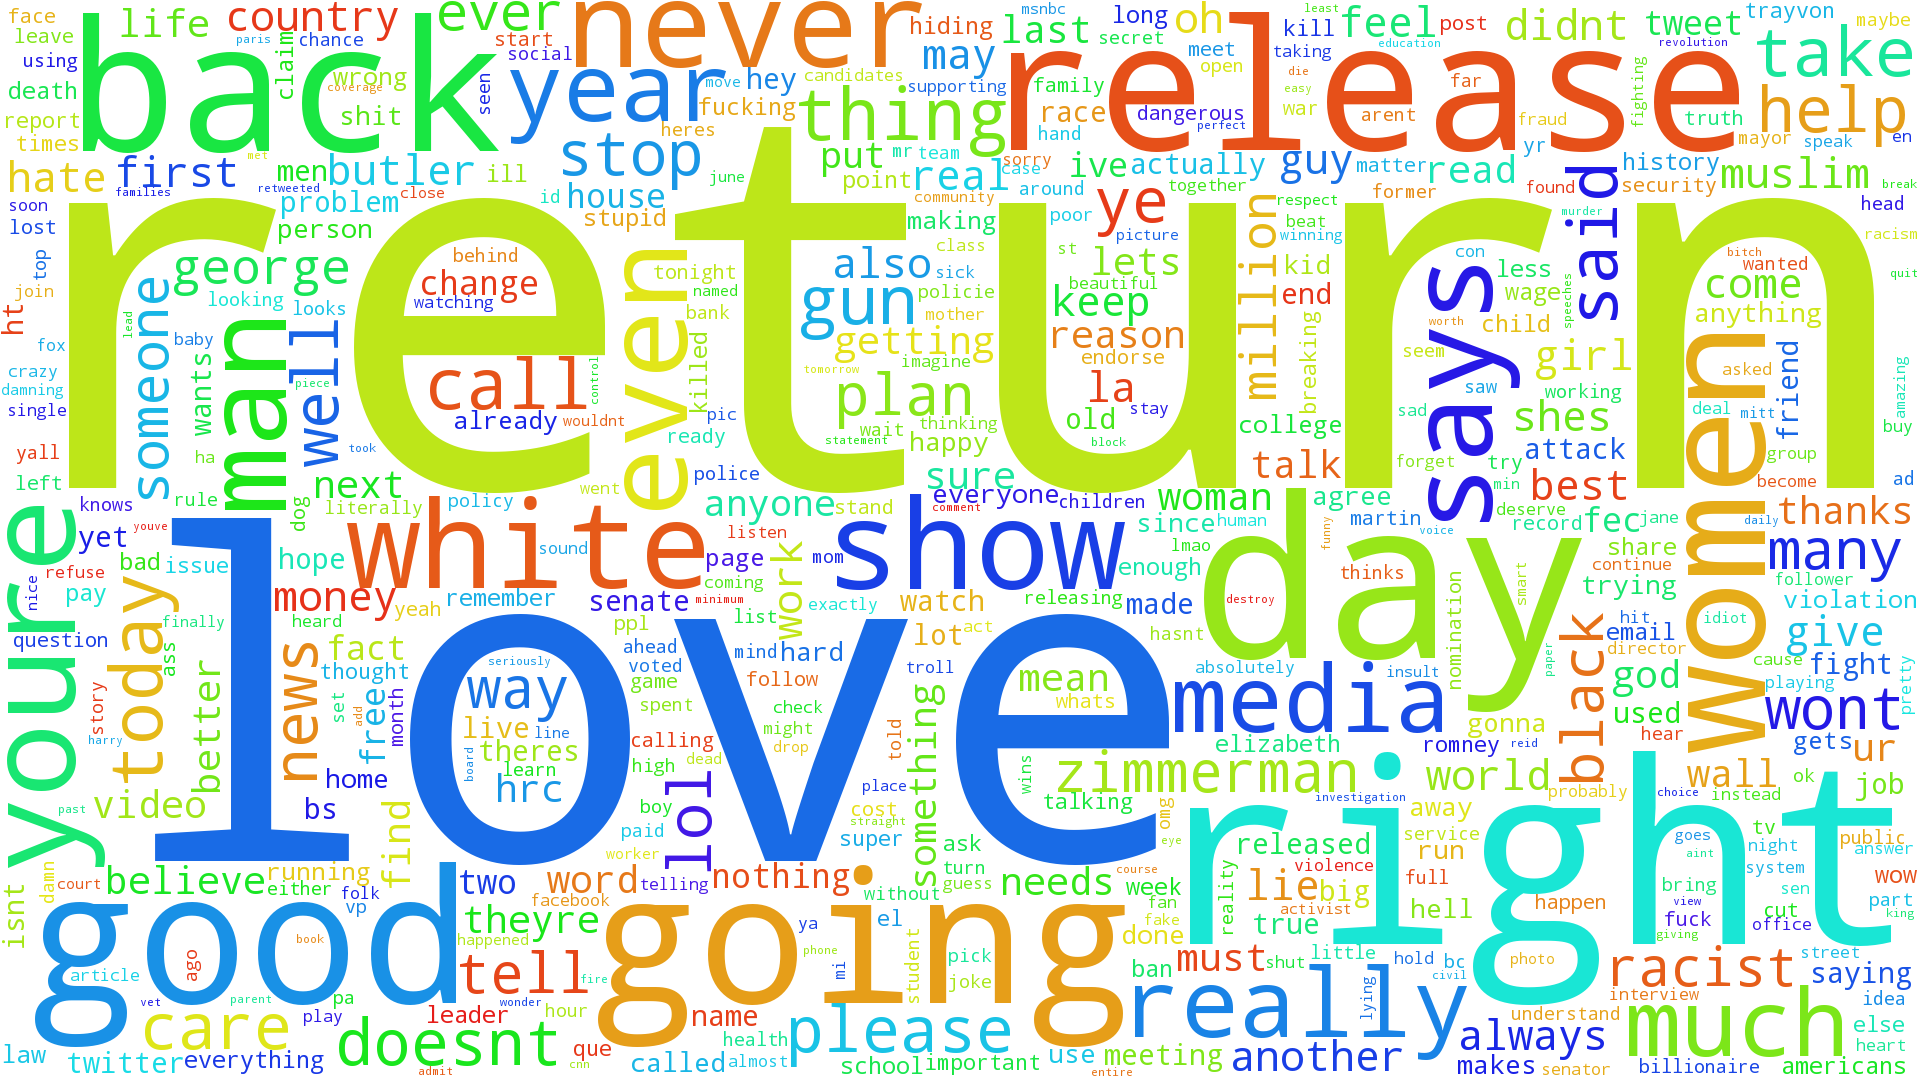 return
love
back
release
right
going
good
day
never
year
thing
take
help
white
show
women
says
said
even
man
media
really
much
your
youre
today
country
ever
life
face
leave
using
death
report
times
paris
chance
claim
wrong
coverage
shit
start
social
seen
hey
move
fucking
heres
may
hiding
candidates
supporting
last
msnbc
long
secret
family
race
hand
dangerous
perfect
oh
meet
open
kill
taking
die
easy
war
least
feel
post
education
far
arent
didnt
tweet
revolution
fraud
fighting
truth
trayvon
maybe
mayor
speak
en
hate
first
families
met
retweeted
men
butler
ill
close
problem
person
stop
id
house
stupid
june
put
mr
team
point
real
case
sorry
community
making
around
ive
actually
together
ye
poor
picture
guy
matter
respect
beat
former
read
found
yr
murder
history
security
muslim
head
break
racism
quit
soon
lost
top
join
ht
fox
crazy
damning
single
yall
left
someone
lead
george
looking
looks
baby
wants
ha
rule
dog
well
piece
behind
change
watching
call
already
control
wouldnt
took
tonight
named
bank
killed
pic
ready
police
went
tomorrow
also
class
sick
gun
policie
mother
getting
imagine
plan
thinking
wait
statement
happy
sure
st
lets
beautiful
keep
reason
endorse
la
old
stay
block
million
winning
kid
end
breaking
college
talk
con
less
wage
child
worth
seem
saw
sad
forget
try
min
girl
working
shes
attack
best
speeches
bitch
wanted
come
anything
asked
deal
mitt
friend
amazing
buy
group
become
ad
knows
yet
youve
next
literally
policy
anyone
stand
everyone
comment
children
woman
since
human
agree
martin
voice
deserve
record
fec
jane
daily
thanks
many
share
continue
trying
follower
violation
nice
refuse
pay
bad
issue
hope
money
yeah
remember
heard
question
finally
ass
sound
senate
page
listen
mom
coming
minimum
list
work
exactly
watch
act
lot
releasing
enough
lmao
made
hasnt
destroy
funny
thinks
smart
nomination
absolutely
insult
paper
black
hit
email
director
god
used
hear
idiot
give
cause
fight
playing
wont
pretty
story
harry
past
better
news
fact
thought
set
add
free
month
home
bs
video
find
seriously
way
live
line
theres
learn
board
hrc
ppl
ahead
voted
game
spent
calling
high
dead
boy
paid
worker
lol
mind
hard
follow
check
might
drop
place
cost
straight
super
troll
told
something
mean
whats
wins
zimmerman
talking
omg
eye
elizabeth
gonna
romney
reid
world
investigation
probably
wall
gets
ur
ok
instead
job
choice
isnt
damn
court
believe
running
either
folk
vp
two
word
facebook
telling
nothing
without
ask
turn
guess
needs
course
week
fan
fake
reality
released
violence
lie
big
activist
true
run
service
away
full
hell
happen
goes
aint
tv
night
system
public
answer
wow
bring
sen
view
part
king
fuck
cut
office
giving
article
ago
book
vet
parent
pa
play
theyre
happened
tell
wonder
fire
hour
leader
name
ya
el
phone
mi
student
pick
joke
done
ban
must
shut
little
hold
bc
civil
lying
photo
racist
street
saying
interview
idea
understand
else
heart
law
twitter
care
everything
doesnt
admit
que
cnn
called
health
almost
please
school
important
use
entire
meeting
another
always
makes
senator
billionaire
americans